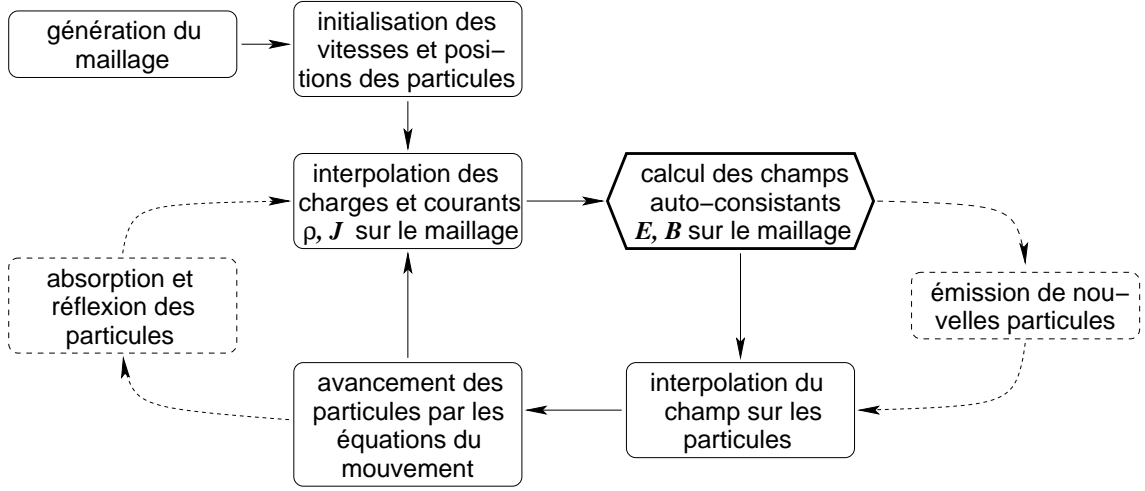 génération du
maillage
initialisation des
vitesses et posi–
tions des particules
interpolation des
charges et courants
ρ, J sur le maillage
calcul des champs
auto–consistants
E, B sur le maillage
absorption et
réflexion des
particules
émission de nou–
velles particules
avancement des
particules par les
équations du
mouvement
interpolation du
champ sur les
particules